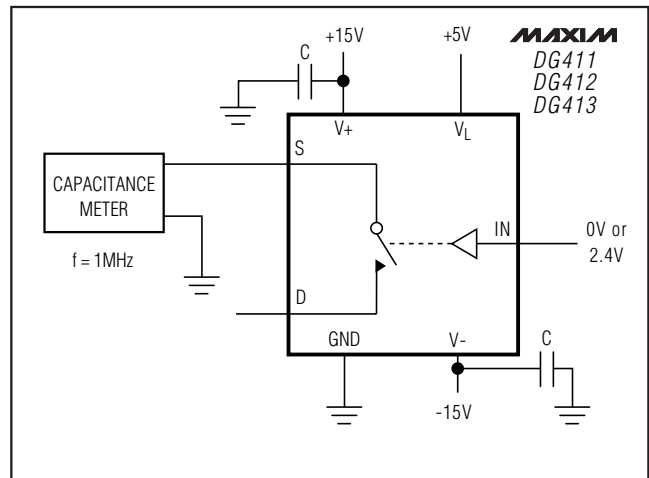 +15V
+5V
MAXIM
DG411
DG412
DG413
C
V+
VL
S
CAPACITANCE
METER
IN
0V or
2.4V
f = 1MHz
D
GND
V-
C
-15V